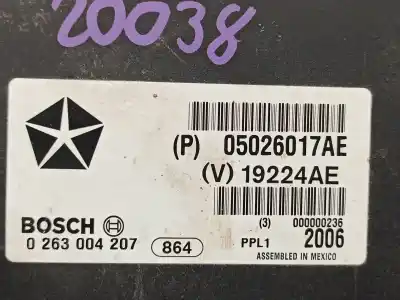 20038
(P) 05026017AE
(V) 19224AE
BOSCH
0 263 004 207 864
(3) 000000236
PPL1 2006
ASSEMBLED IN MEXICO